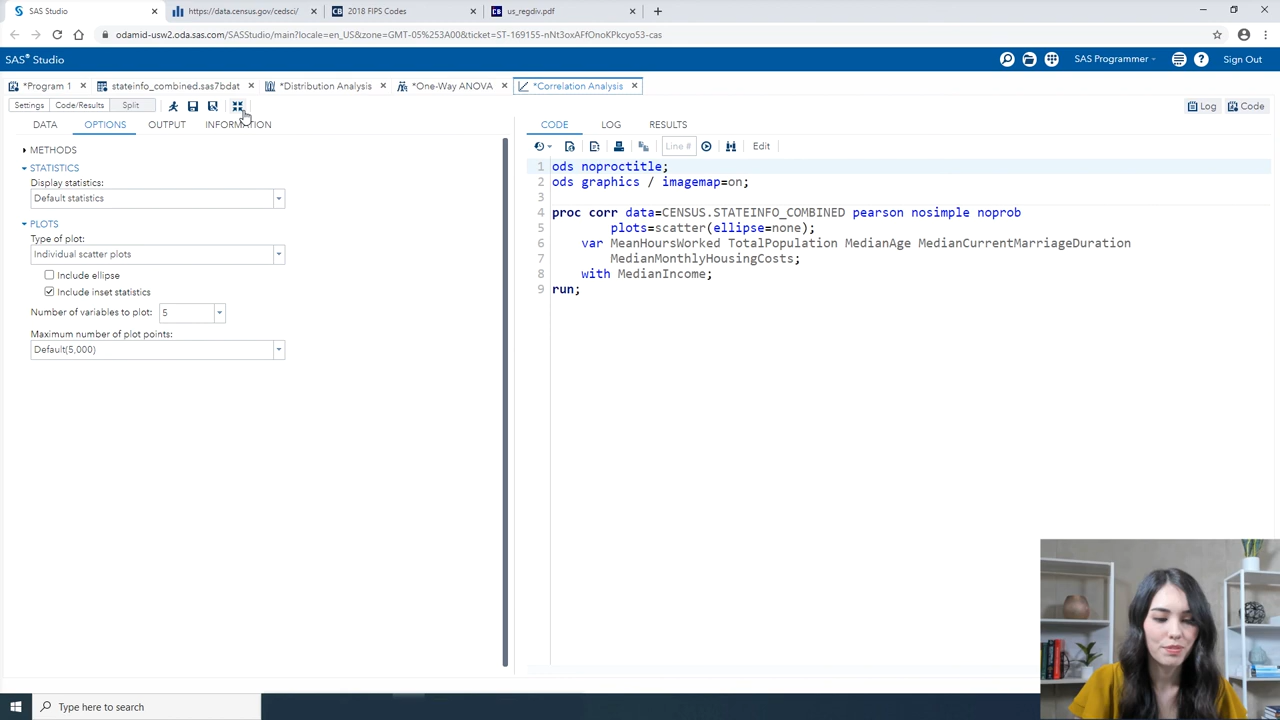 SAS Studio
https://data.census.gov/cedsci/
2018 FIPS Codes
us_regdiv.pdf
odamid-usw2.oda.sas.com/SASStudio/main?locale=en_US&zone=GMT-05%253A00&ticket=ST-169155-nNt3oxAFfOnoKPkcyo53-cas
SAS® Studio
SAS Programmer
Sign Out
*Program 1
stateinfo_combined.sas7bdat
*Distribution Analysis
*One-Way ANOVA
*Correlation Analysis
Settings
Code/Results
Split
Log
Code
DATA
OPTIONS
OUTPUT
INFORMATION
CODE
LOG
RESULTS
METHODS
STATISTICS
Display statistics:
Default statistics
PLOTS
Type of plot:
Individual scatter plots
Include ellipse
Include inset statistics
Number of variables to plot: 5
Maximum number of plot points:
Default(5,000)
Line #
Edit
1 ods noproctitle;
2 ods graphics / imagemap=on;
3
4 proc corr data=CENSUS.STATEINFO_COMBINED pearson nosimple noprob
5 plots=scatter(ellipse=none);
6 var MeanHoursWorked TotalPopulation MedianAge MedianCurrentMarriageDuration
7 MedianMonthlyHousingCosts;
8 with MedianIncome;
9 run;
Type here to search